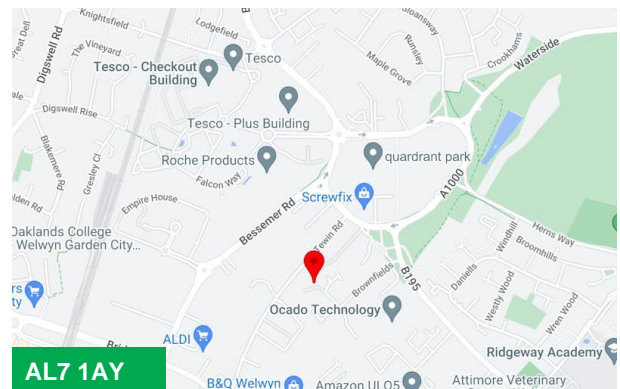 Great Dell
Digswell Rd
Knightsfield
Lodgefield
The Vineyard
Tesco
Tesco - Checkout
Building
Sloansway
Runsley
Maple Grove
Crookhams
Waterside
Digswell Rise
Tesco - Plus Building
Blakemere Rd
Gresley Cl
Roche Products
Falcon Way
quadrant park
A1000
Empire House
Bessemer Rd
Screwfix
Herns Way
Oaklands College
Welwyn Garden City...
Tewin Rd
B195
Windhill
Broomhills
Daniells
Brownfields
Westly Wood
Wren Wood
Ocado Technology
ALDI
Ridgeway Academy
AL7 1AY
B&Q Welwyn
Amazon ULO5
Attimore Veterinary